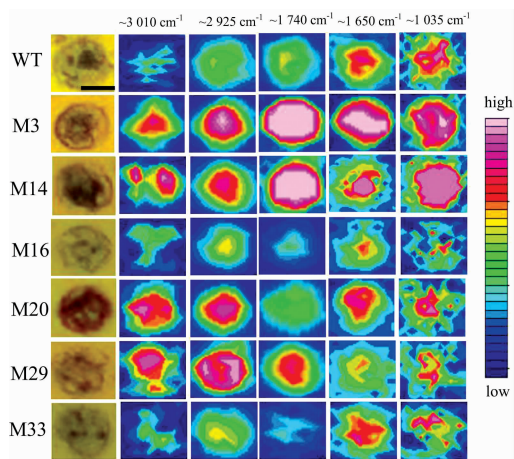 ~3 010 cm⁻¹ ~2 925 cm⁻¹ ~1 740 cm⁻¹ ~1 650 cm⁻¹ ~1 035 cm⁻¹
WT
M3
high
M14
M16
M20
M29
low
M33